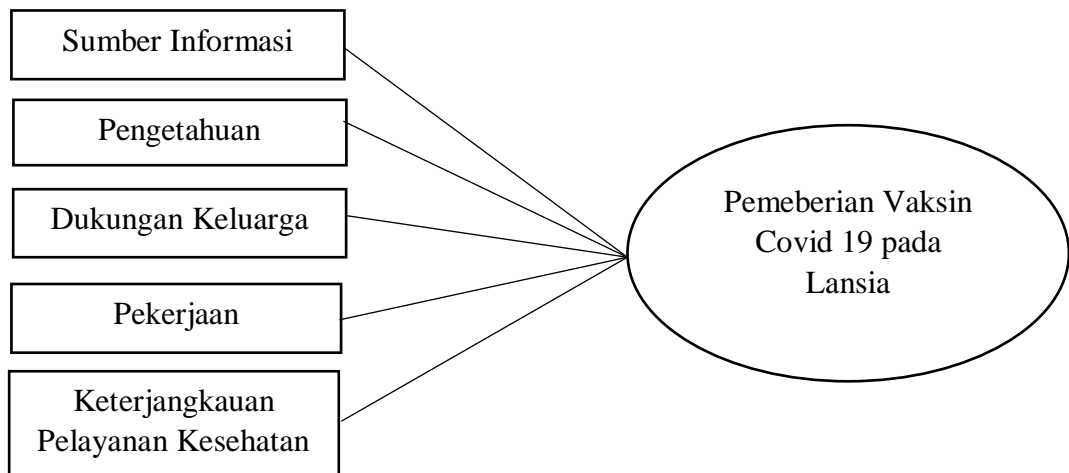 Sumber Informasi
Pengetahuan
Dukungan Keluarga
Pekerjaan
Keterjangkauan
Pelayanan Kesehatan
Pemeberian Vaksin
Covid 19 pada
Lansia